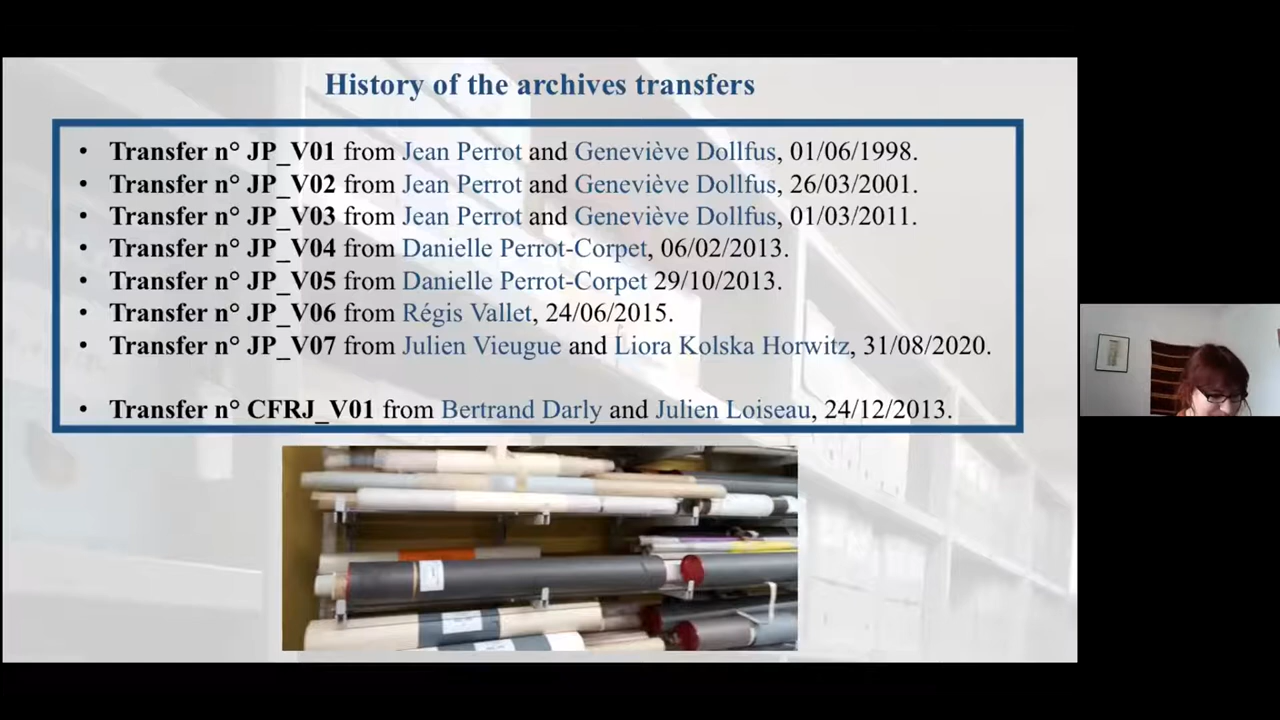 History of the archives transfers
• Transfer n° JP_V01 from Jean Perrot and Geneviève Dollfus, 01/06/1998.
• Transfer n° JP_V02 from Jean Perrot and Geneviève Dollfus, 26/03/2001.
• Transfer n° JP_V03 from Jean Perrot and Geneviève Dollfus, 01/03/2011.
• Transfer n° JP_V04 from Danielle Perrot-Corpet, 06/02/2013.
• Transfer n° JP_V05 from Danielle Perrot-Corpet 29/10/2013.
• Transfer n° JP_V06 from Régis Vallet, 24/06/2015.
• Transfer n° JP_V07 from Julien Vieugue and Liora Kolska Horwitz, 31/08/2020.
• Transfer n° CFRJ_V01 from Bertrand Darly and Julien Loiseau, 24/12/2013.